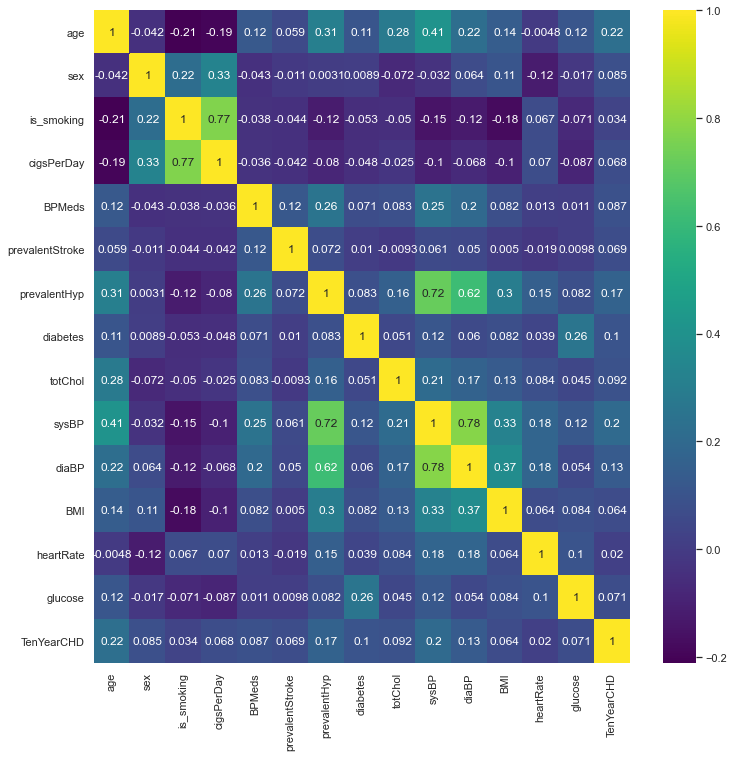 age 1 -0.042 -0.21 -0.19 0.12 0.059 0.31 0.11 0.28 0.41 0.22 0.14 -0.0048 0.12 0.22
sex -0.042 1 0.22 0.33 -0.043 -0.011 0.0031 0.0089 -0.072 -0.032 0.064 0.11 -0.12 -0.017 0.085
is_smoking -0.21 0.22 1 0.77 -0.038 -0.044 -0.12 -0.053 -0.05 -0.15 -0.12 -0.18 0.067 -0.071 0.034
cigsPerDay -0.19 0.33 0.77 1 -0.036 -0.042 -0.08 -0.048 -0.025 -0.1 -0.068 -0.1 0.07 -0.087 0.068
BPMeds 0.12 -0.043 -0.038 -0.036 1 0.12 0.26 0.071 0.083 0.25 0.2 0.082 0.013 0.011 0.087
prevalentStroke 0.059 -0.011 -0.044 -0.042 0.12 1 0.072 0.01 -0.0093 0.061 0.05 0.005 -0.019 0.0098 0.069
prevalentHyp 0.31 0.0031 -0.12 -0.08 0.26 0.072 1 0.083 0.16 0.72 0.62 0.3 0.15 0.082 0.17
diabetes 0.11 0.0089 -0.053 -0.048 0.071 0.01 0.083 1 0.051 0.12 0.06 0.082 0.039 0.26 0.1
totChol 0.28 -0.072 -0.05 -0.025 0.083 -0.0093 0.16 0.051 1 0.21 0.17 0.13 0.084 0.045 0.092
sysBP 0.41 -0.032 -0.15 -0.1 0.25 0.061 0.72 0.12 0.21 1 0.78 0.33 0.18 0.12 0.2
diaBP 0.22 0.064 -0.12 -0.068 0.2 0.05 0.62 0.06 0.17 0.78 1 0.37 0.18 0.054 0.13
BMI 0.14 0.11 -0.18 -0.1 0.082 0.005 0.3 0.082 0.13 0.33 0.37 1 0.064 0.084 0.064
heartRate -0.0048 -0.12 0.067 0.07 0.013 -0.019 0.15 0.039 0.084 0.18 0.18 0.064 1 0.1 0.02
glucose 0.12 -0.017 -0.071 -0.087 0.011 0.0098 0.082 0.26 0.045 0.12 0.054 0.084 0.1 1 0.071
TenYearCHD 0.22 0.085 0.034 0.068 0.087 0.069 0.17 0.1 0.092 0.2 0.13 0.064 0.02 0.071 1
age sex is_smoking cigsPerDay BPMeds prevalentStroke prevalentHyp diabetes totChol sysBP diaBP BMI heartRate glucose TenYearCHD
1.0
0.8
0.6
0.4
0.2
0.0
−0.2